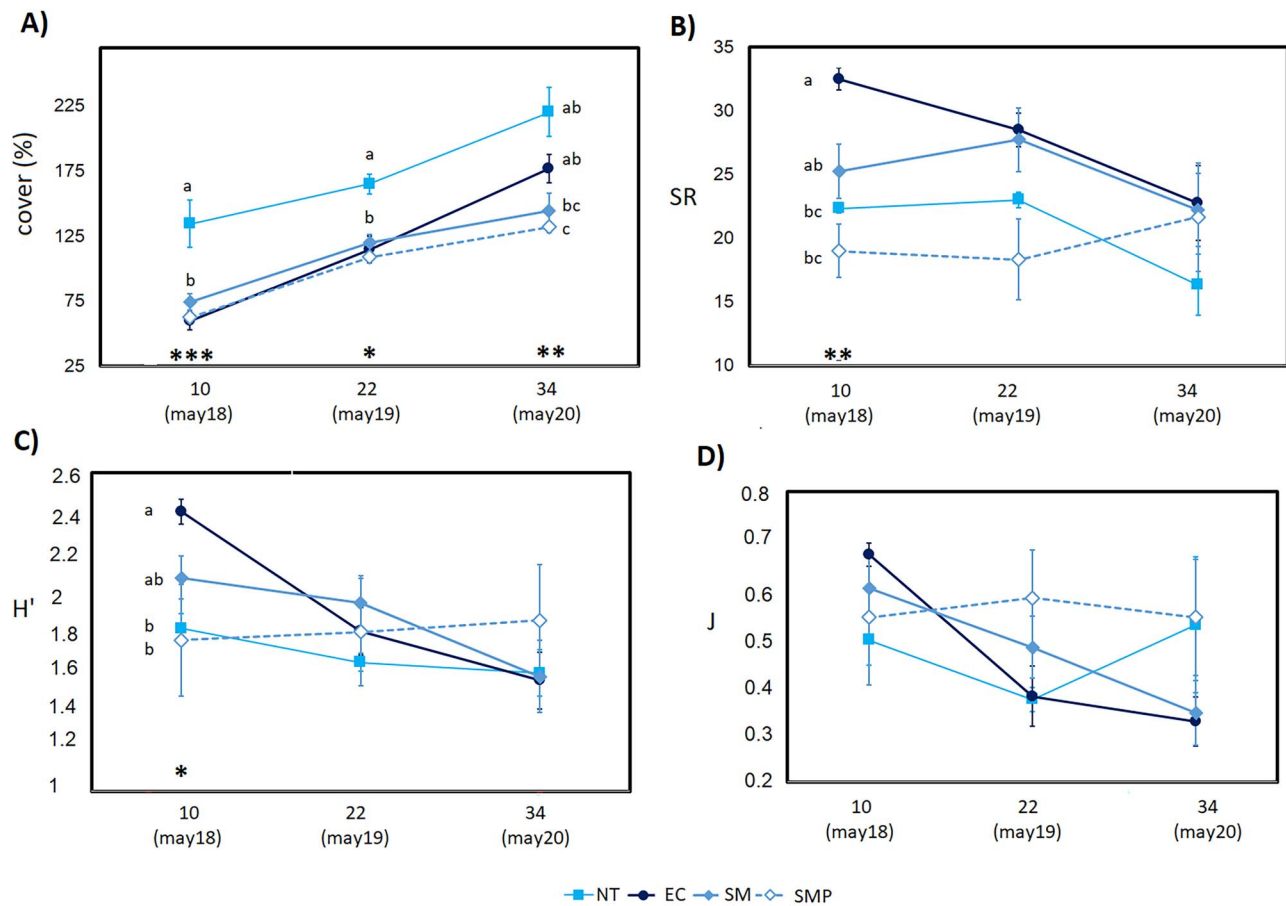 A)
cover (%)
225
175
125
75
25
a
b
a
b
ab
ab
bc
c
***
*
**
10
(may18)
22
(may19)
34
(may20)
B)
SR
35
30
25
20
15
10
a
ab
bc
bc
**
10
(may18)
22
(may19)
34
(may20)
C)
H'
2.6
2.4
2.2
2
1.8
1.6
1.4
1.2
1
a
ab
b
b
*
10
(may18)
22
(may19)
34
(may20)
D)
J
0.8
0.7
0.6
0.5
0.4
0.3
0.2
10
(may18)
22
(may19)
34
(may20)
NT EC SM SMP